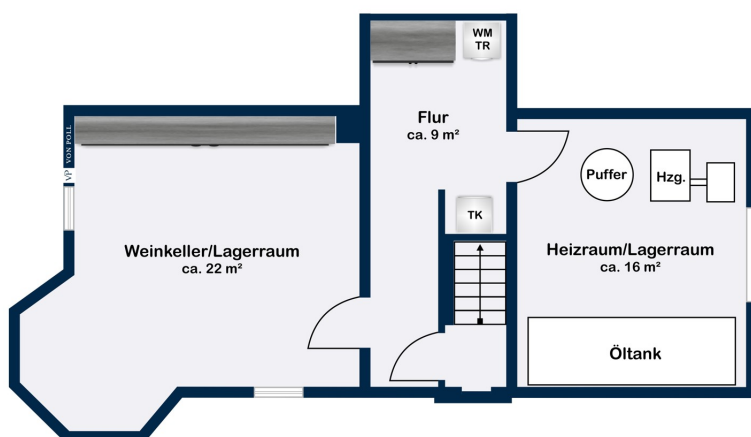 WM
TR
Flur
ca. 9 m²
VP VON POLL
Puffer
Hzg.
TK
Weinkeller/Lagerraum
ca. 22 m²
Heizraum/Lagerraum
ca. 16 m²
Öltank